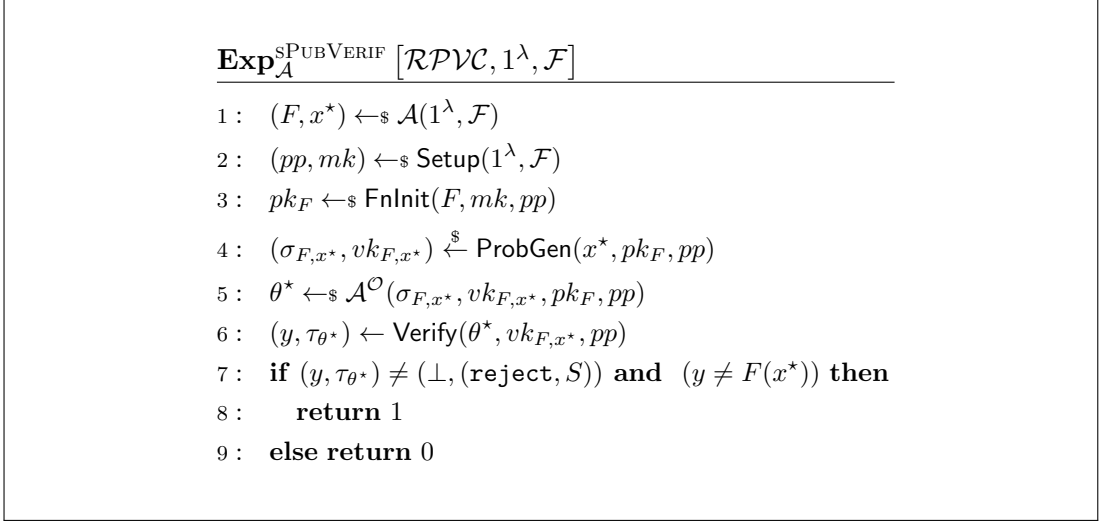 Exp_𝒜^sPubVerif [ℛ𝒫𝒱𝒞, 1^λ, ℱ]
1 : (F, x^⋆) ←$ 𝒜(1^λ, ℱ)
2 : (pp, mk) ←$ Setup(1^λ, ℱ)
3 : pk_F ←$ FnInit(F, mk, pp)
4 : (σ_{F,x^⋆}, vk_{F,x^⋆}) ←^$ ProbGen(x^⋆, pk_F, pp)
5 : θ^⋆ ←$ 𝒜^𝒪(σ_{F,x^⋆}, vk_{F,x^⋆}, pk_F, pp)
6 : (y, τ_{θ^⋆}) ← Verify(θ^⋆, vk_{F,x^⋆}, pp)
7 : if (y, τ_{θ^⋆}) ≠ (⊥, (reject, S)) and (y ≠ F(x^⋆)) then
8 : return 1
9 : else return 0